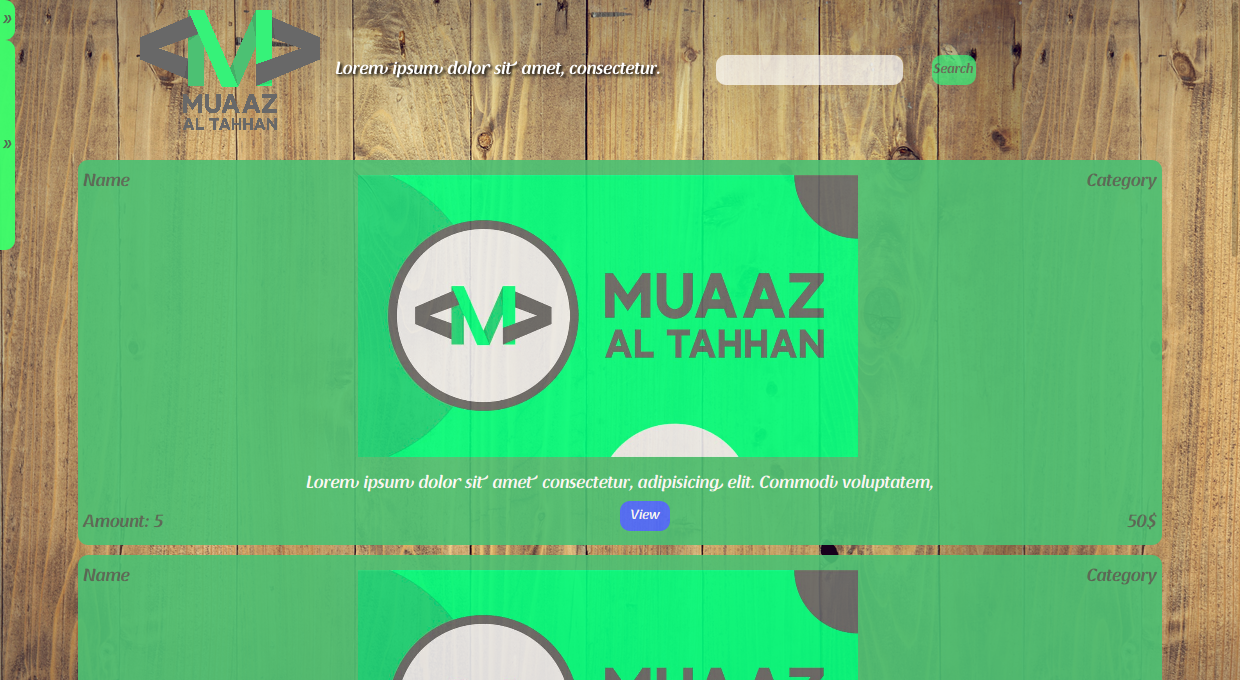 »
»
<M>
MUAAZ
AL TAHHAN
Lorem ipsum dolor sit amet, consectetur.
Search
Name
Category
<M>
MUAAZ
AL TAHHAN
Lorem ipsum dolor sit amet consectetur, adipisicing elit. Commodi voluptatem,
View
Amount: 5
50$
Name
Category
MUAAZ